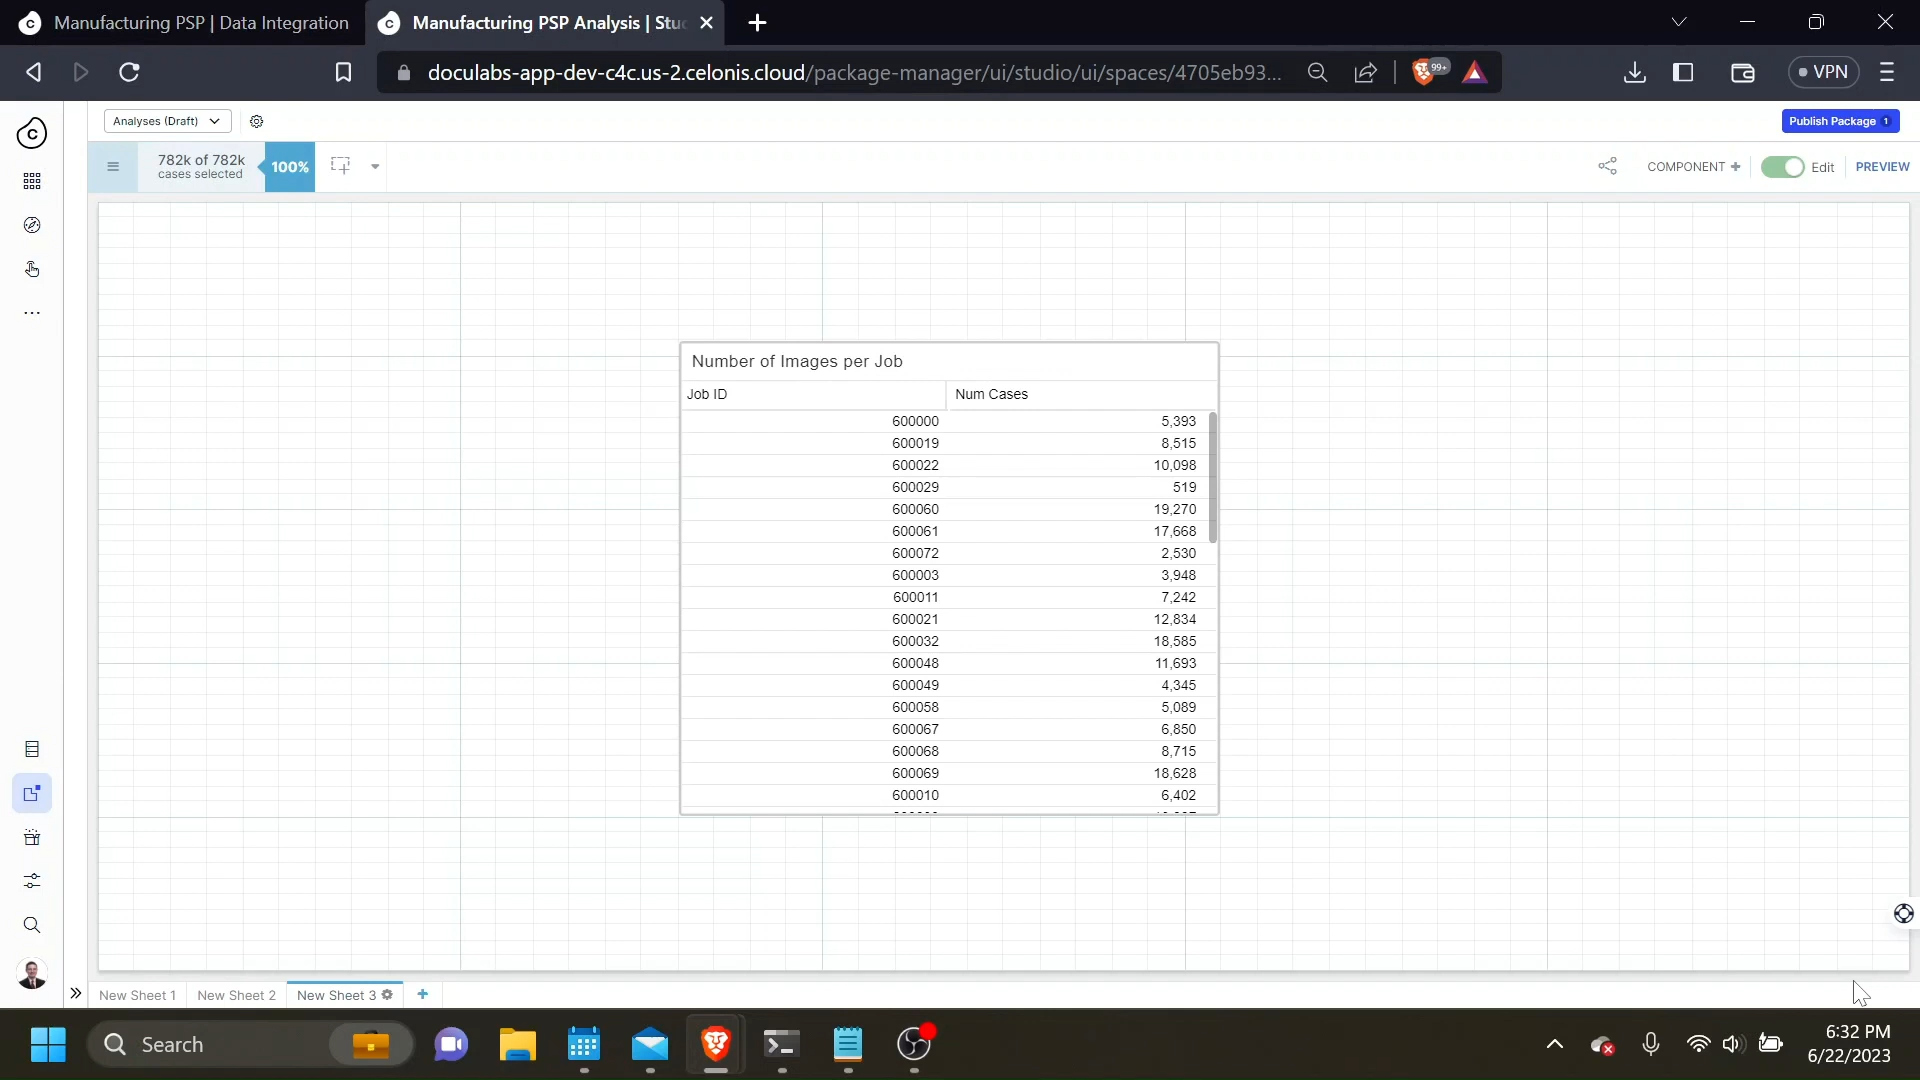 Manufacturing PSP | Data Integration
Manufacturing PSP Analysis | Stu
doculabs-app-dev-c4c.us-2.celonis.cloud/package-manager/ui/studio/ui/spaces/4705eb93...
99+
VPN
Analyses (Draft)
Publish Package 1
782k of 782k
cases selected
100%
COMPONENT +
Edit
PREVIEW
Number of Images per Job
Job ID Num Cases
600000 5,393
600019 8,515
600022 10,098
600029 519
600060 19,270
600061 17,668
600072 2,530
600003 3,948
600011 7,242
600021 12,834
600032 18,585
600048 11,693
600049 4,345
600058 5,089
600067 6,850
600068 8,715
600069 18,628
600010 6,402
New Sheet 1
New Sheet 2
New Sheet 3
Search
6:32 PM
6/22/2023